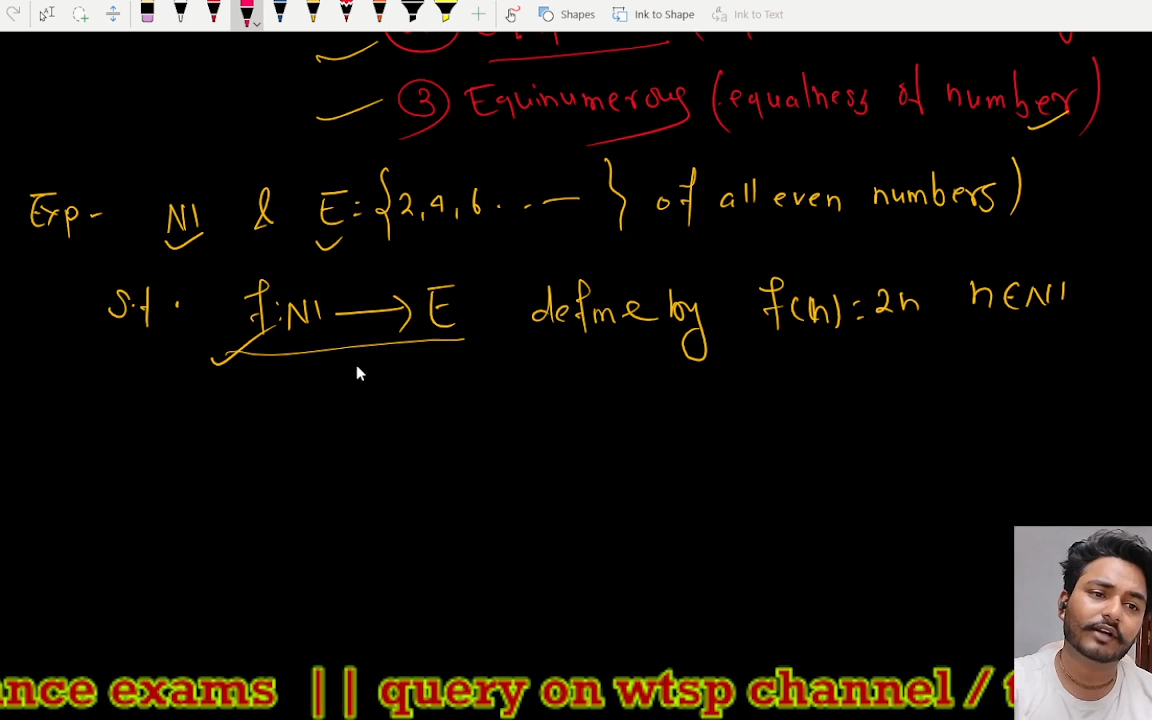 Shapes Ink to Shape Ink to Text
③ Equinumerous (equalness of number)
Exp- N & E = {2, 4, 6 . . . — } of all even numbers)
S.t . f: N → E define by f(n) = 2n n ∈ N
ance exams || query on wtsp channel /